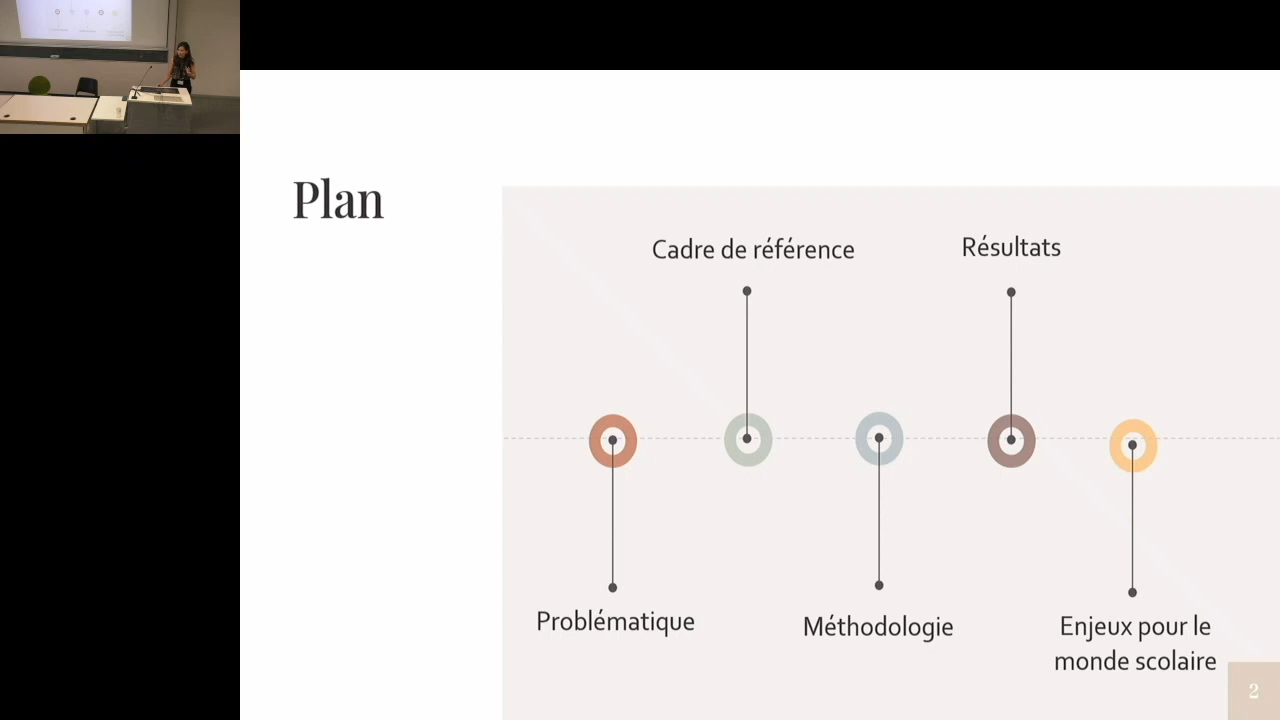 Plan
Cadre de référence
Résultats
Problématique
Méthodologie
Enjeux pour le
monde scolaire
2